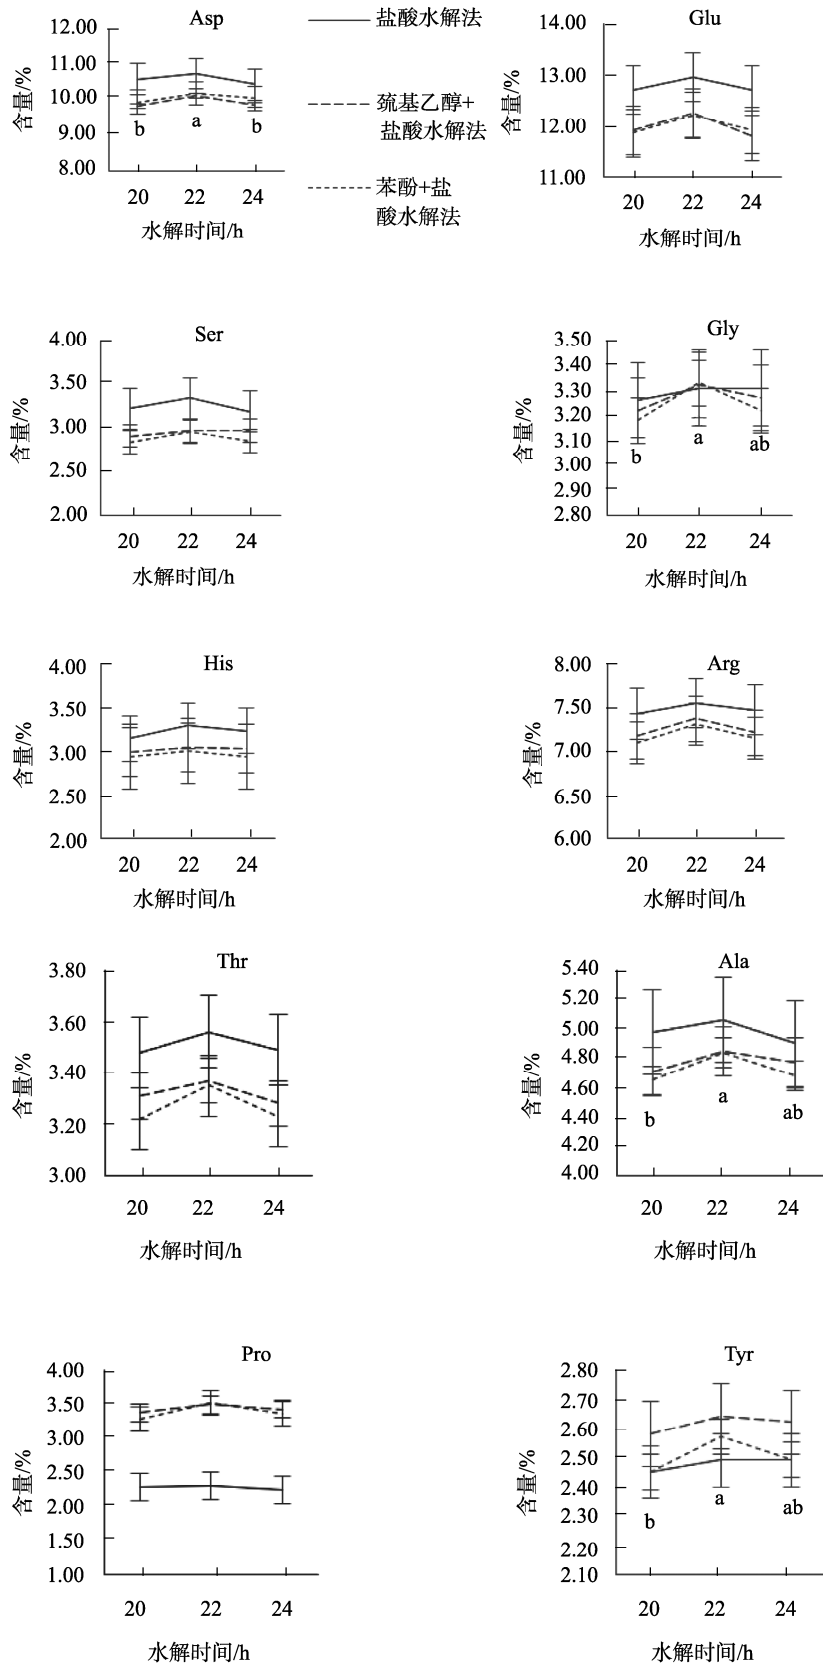 Asp
12.00
11.00
10.00
9.00
8.00
含量/%
b
a
b
20
22
24
水解时间/h
盐酸水解法
巯基乙醇+
盐酸水解法
苯酚+盐
酸水解法
Glu
14.00
13.00
12.00
11.00
含量/%
20
22
24
水解时间/h
Ser
4.00
3.50
3.00
2.50
2.00
含量/%
20
22
24
水解时间/h
Gly
3.50
3.40
3.30
3.20
3.10
3.00
2.90
2.80
含量/%
b
a
ab
20
22
24
水解时间/h
His
4.00
3.50
3.00
2.50
2.00
含量/%
20
22
24
水解时间/h
Arg
8.00
7.50
7.00
6.50
6.00
含量/%
20
22
24
水解时间/h
Thr
3.80
3.60
3.40
3.20
3.00
含量/%
20
22
24
水解时间/h
Ala
5.40
5.20
5.00
4.80
4.60
4.40
4.20
4.00
含量/%
b
a
ab
20
22
24
水解时间/h
Pro
4.00
3.50
3.00
2.50
2.00
1.50
1.00
含量/%
20
22
24
水解时间/h
Tyr
2.80
2.70
2.60
2.50
2.40
2.30
2.20
2.10
含量/%
b
a
ab
20
22
24
水解时间/h